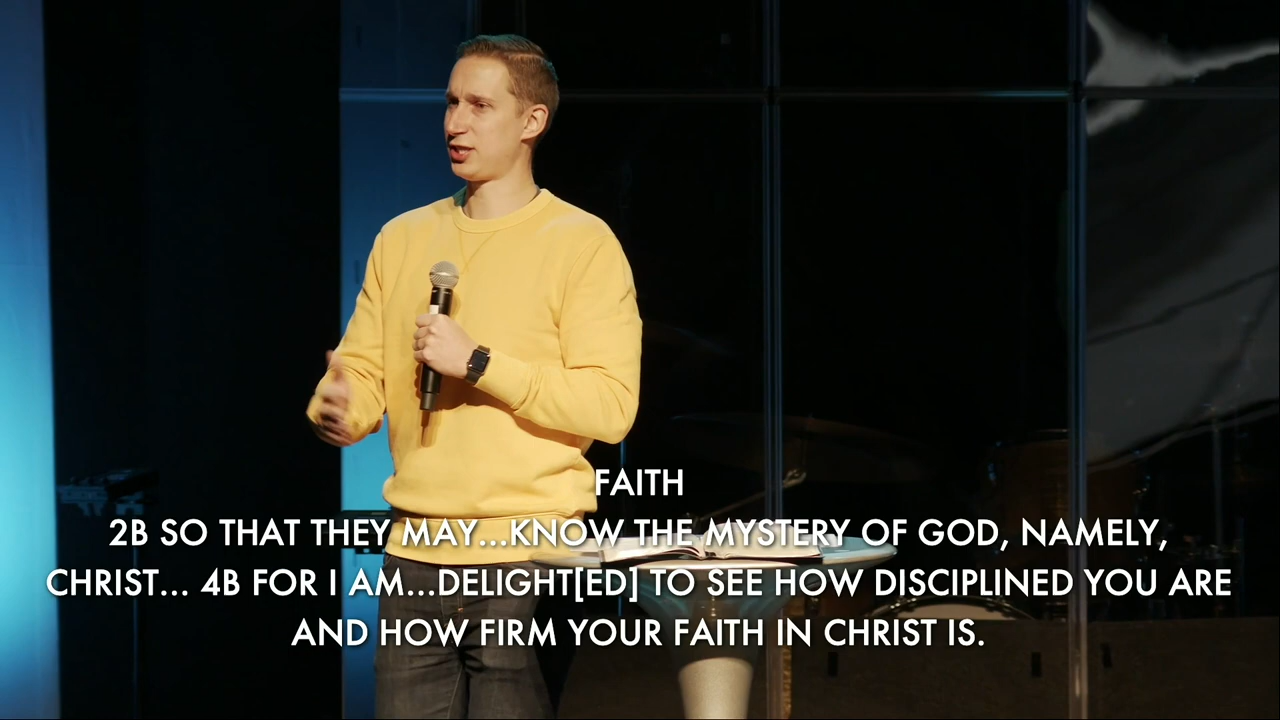 FAITH
2B SO THAT THEY MAY...KNOW THE MYSTERY OF GOD, NAMELY,
CHRIST... 4B FOR I AM...DELIGHT[ED] TO SEE HOW DISCIPLINED YOU ARE
AND HOW FIRM YOUR FAITH IN CHRIST IS.